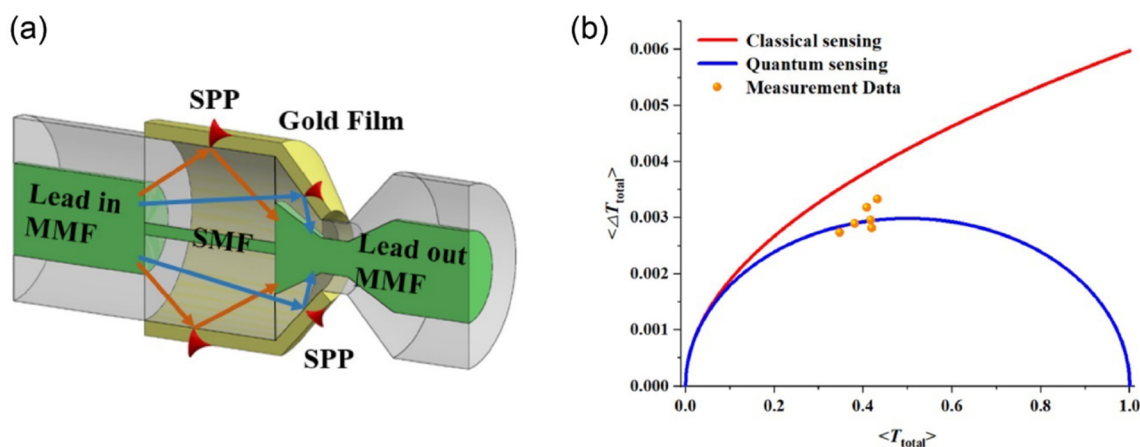 (a)
SPP
Gold Film
Lead in
MMF
SMF
Lead out
MMF
SPP
(b)
<ΔT_total>
0.006
0.005
0.004
0.003
0.002
0.001
0.000
Classical sensing
Quantum sensing
Measurement Data
0.0 0.2 0.4 0.6 0.8 1.0
<T_total>